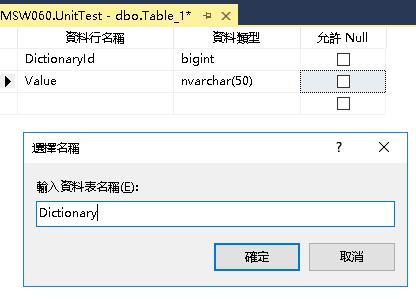 MSW060.UnitTest - dbo.Table_1*
資料行名稱 資料類型 允許 Null
DictionaryId bigint
Value nvarchar(50)
選擇名稱 ? ×
輸入資料表名稱(E):
Dictionary
確定 取消